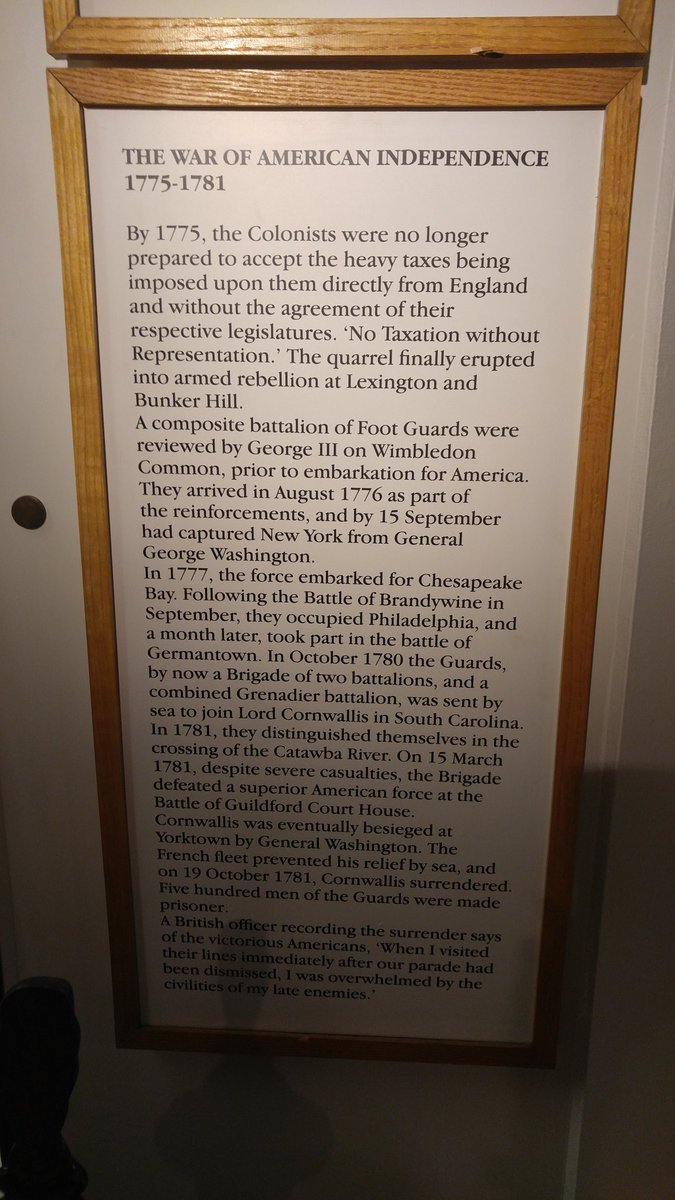 THE WAR OF AMERICAN INDEPENDENCE
1775-1781
By 1775, the Colonists were no longer
prepared to accept the heavy taxes being
imposed upon them directly from England
and without the agreement of their
respective legislatures. ‘No Taxation without
Representation.’ The quarrel finally erupted
into armed rebellion at Lexington and
Bunker Hill.
A composite battalion of Foot Guards were
reviewed by George III on Wimbledon
Common, prior to embarkation for America.
They arrived in August 1776 as part of
the reinforcements, and by 15 September
had captured New York from General
George Washington.
In 1777, the force embarked for Chesapeake
Bay. Following the Battle of Brandywine in
September, they occupied Philadelphia, and
a month later, took part in the battle of
Germantown. In October 1780 the Guards,
by now a Brigade of two battalions, and a
combined Grenadier battalion, was sent by
sea to join Lord Cornwallis in South Carolina.
In 1781, they distinguished themselves in the
crossing of the Catawba River. On 15 March
1781, despite severe casualties, the Brigade
defeated a superior American force at the
Battle of Guildford Court House.
Cornwallis was eventually besieged at
Yorktown by General Washington. The
French fleet prevented his relief by sea, and
on 19 October 1781, Cornwallis surrendered.
Five hundred men of the Guards were made
prisoner.
A British officer recording the surrender says
of the victorious Americans, ‘When I visited
their lines immediately after our parade had
been dismissed, I was overwhelmed by the
civilities of my late enemies.’